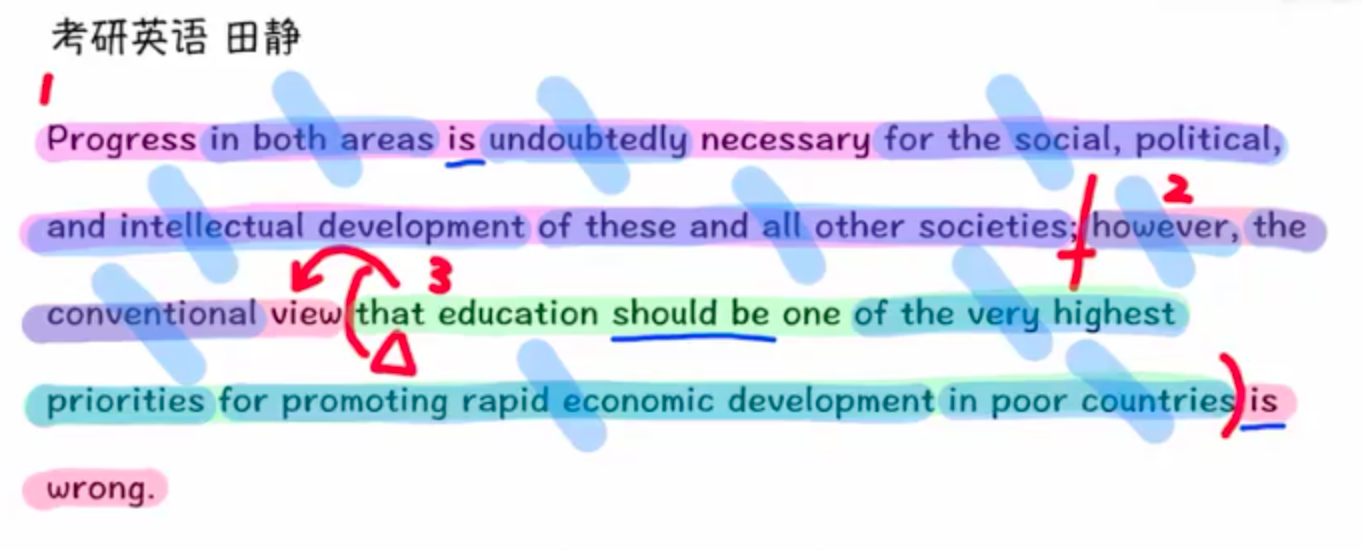 考研英语 田静
1
Progress in both areas is undoubtedly necessary for the social, political,
2
and intellectual development of these and all other societies; however, the
3
conventional view that education should be one of the very highest
priorities for promoting rapid economic development in poor countries is
wrong.